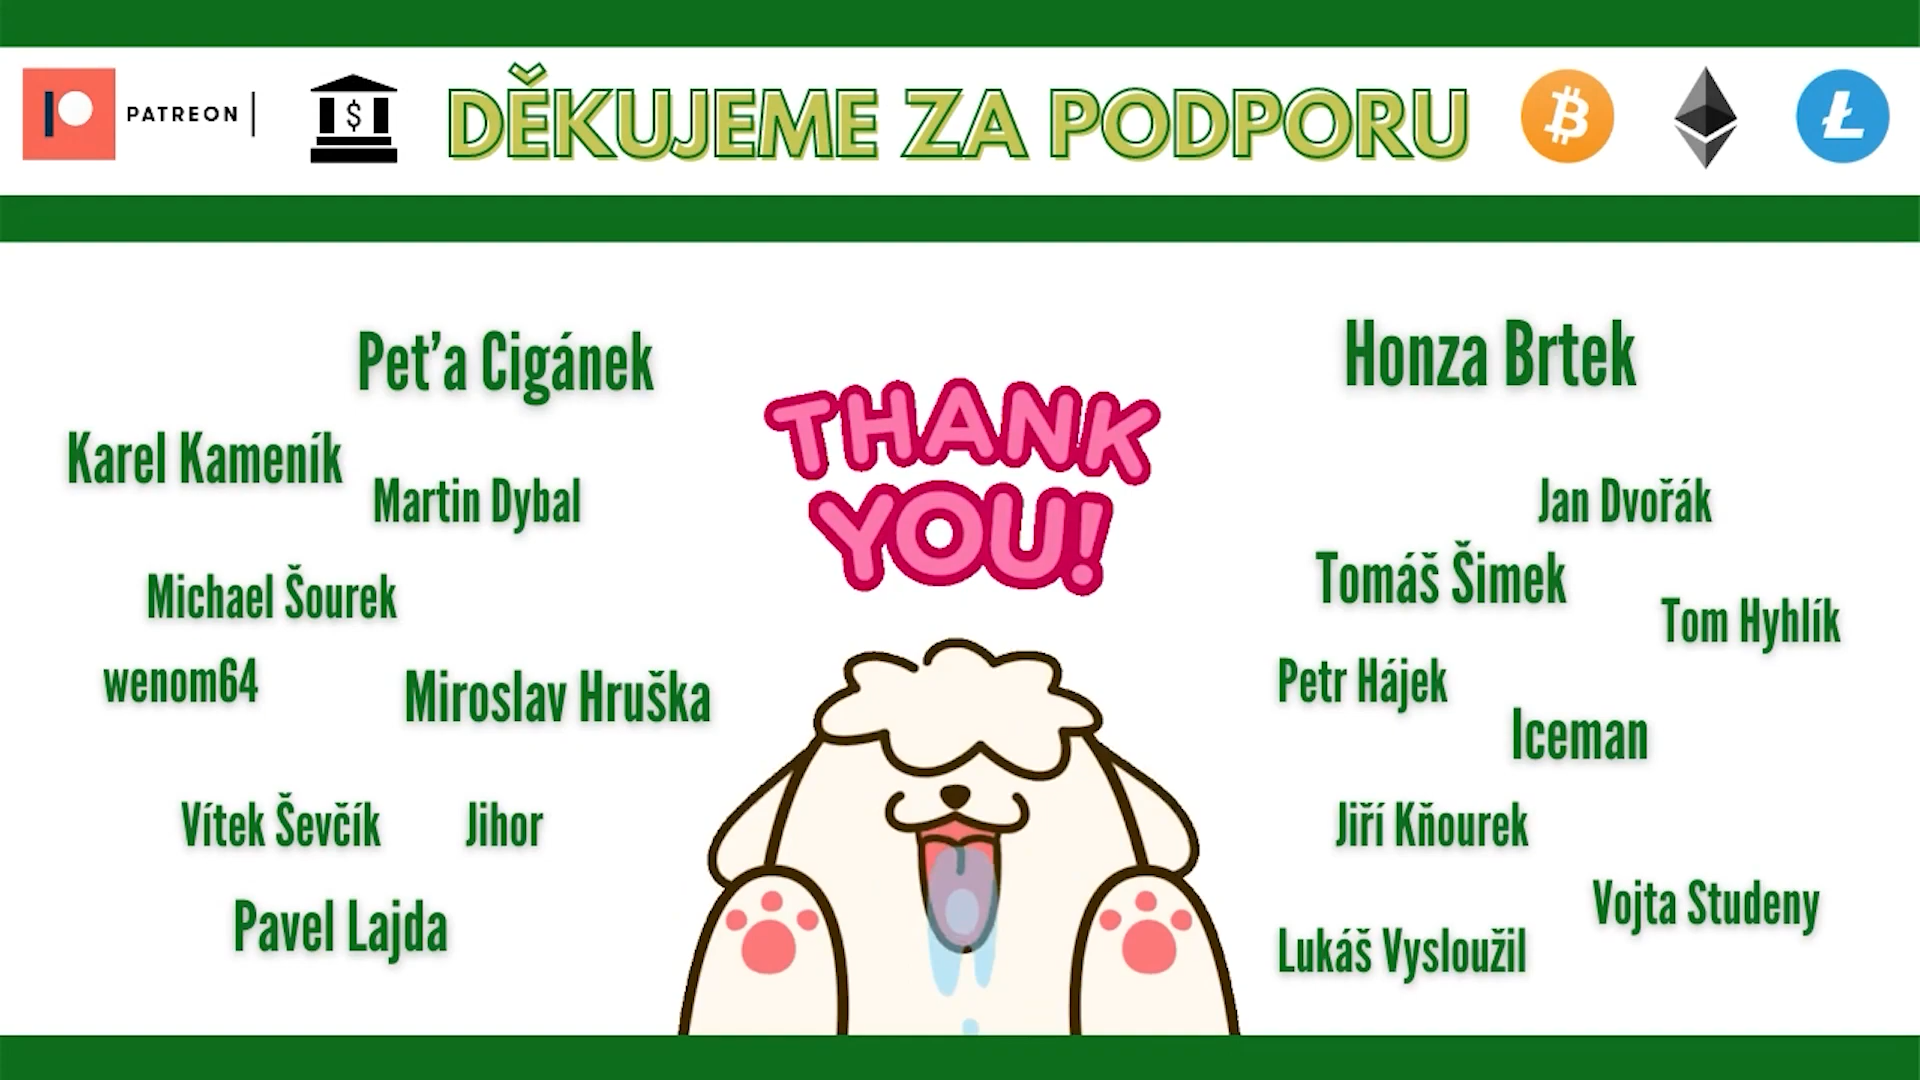 PATREON
$
DĚKUJEME ZA PODPORU
Peťa Cigánek
Karel Kameník
Martin Dybal
Michael Šourek
wenom64
Miroslav Hruška
Vítek Ševčík
Jihor
Pavel Lajda
THANK
YOU!
Honza Brtek
Jan Dvořák
Tomáš Šimek
Tom Hyhlík
Petr Hájek
Iceman
Jiří Kňourek
Vojta Studeny
Lukáš Vysloužil